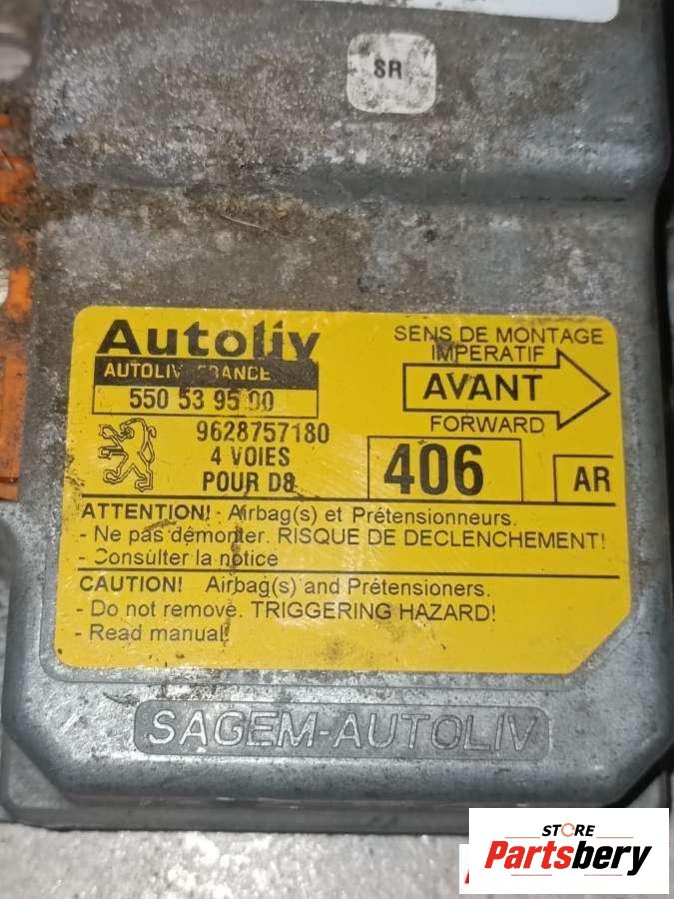 SR
Autoliv
AUTOLIV FRANCE
550 53 95 00
SENS DE MONTAGE
IMPERATIF
AVANT
FORWARD
9628757180
4 VOIES
POUR D8
406
AR
ATTENTION! - Airbag(s) et Prétensionneurs.
- Ne pas démonter. RISQUE DE DECLENCHEMENT!
- Consulter la notice
CAUTION! Airbag(s) and Prétensioners.
- Do not remove. TRIGGERING HAZARD!
- Read manual!
SAGEM-AUTOLIV
STORE
Partsbery